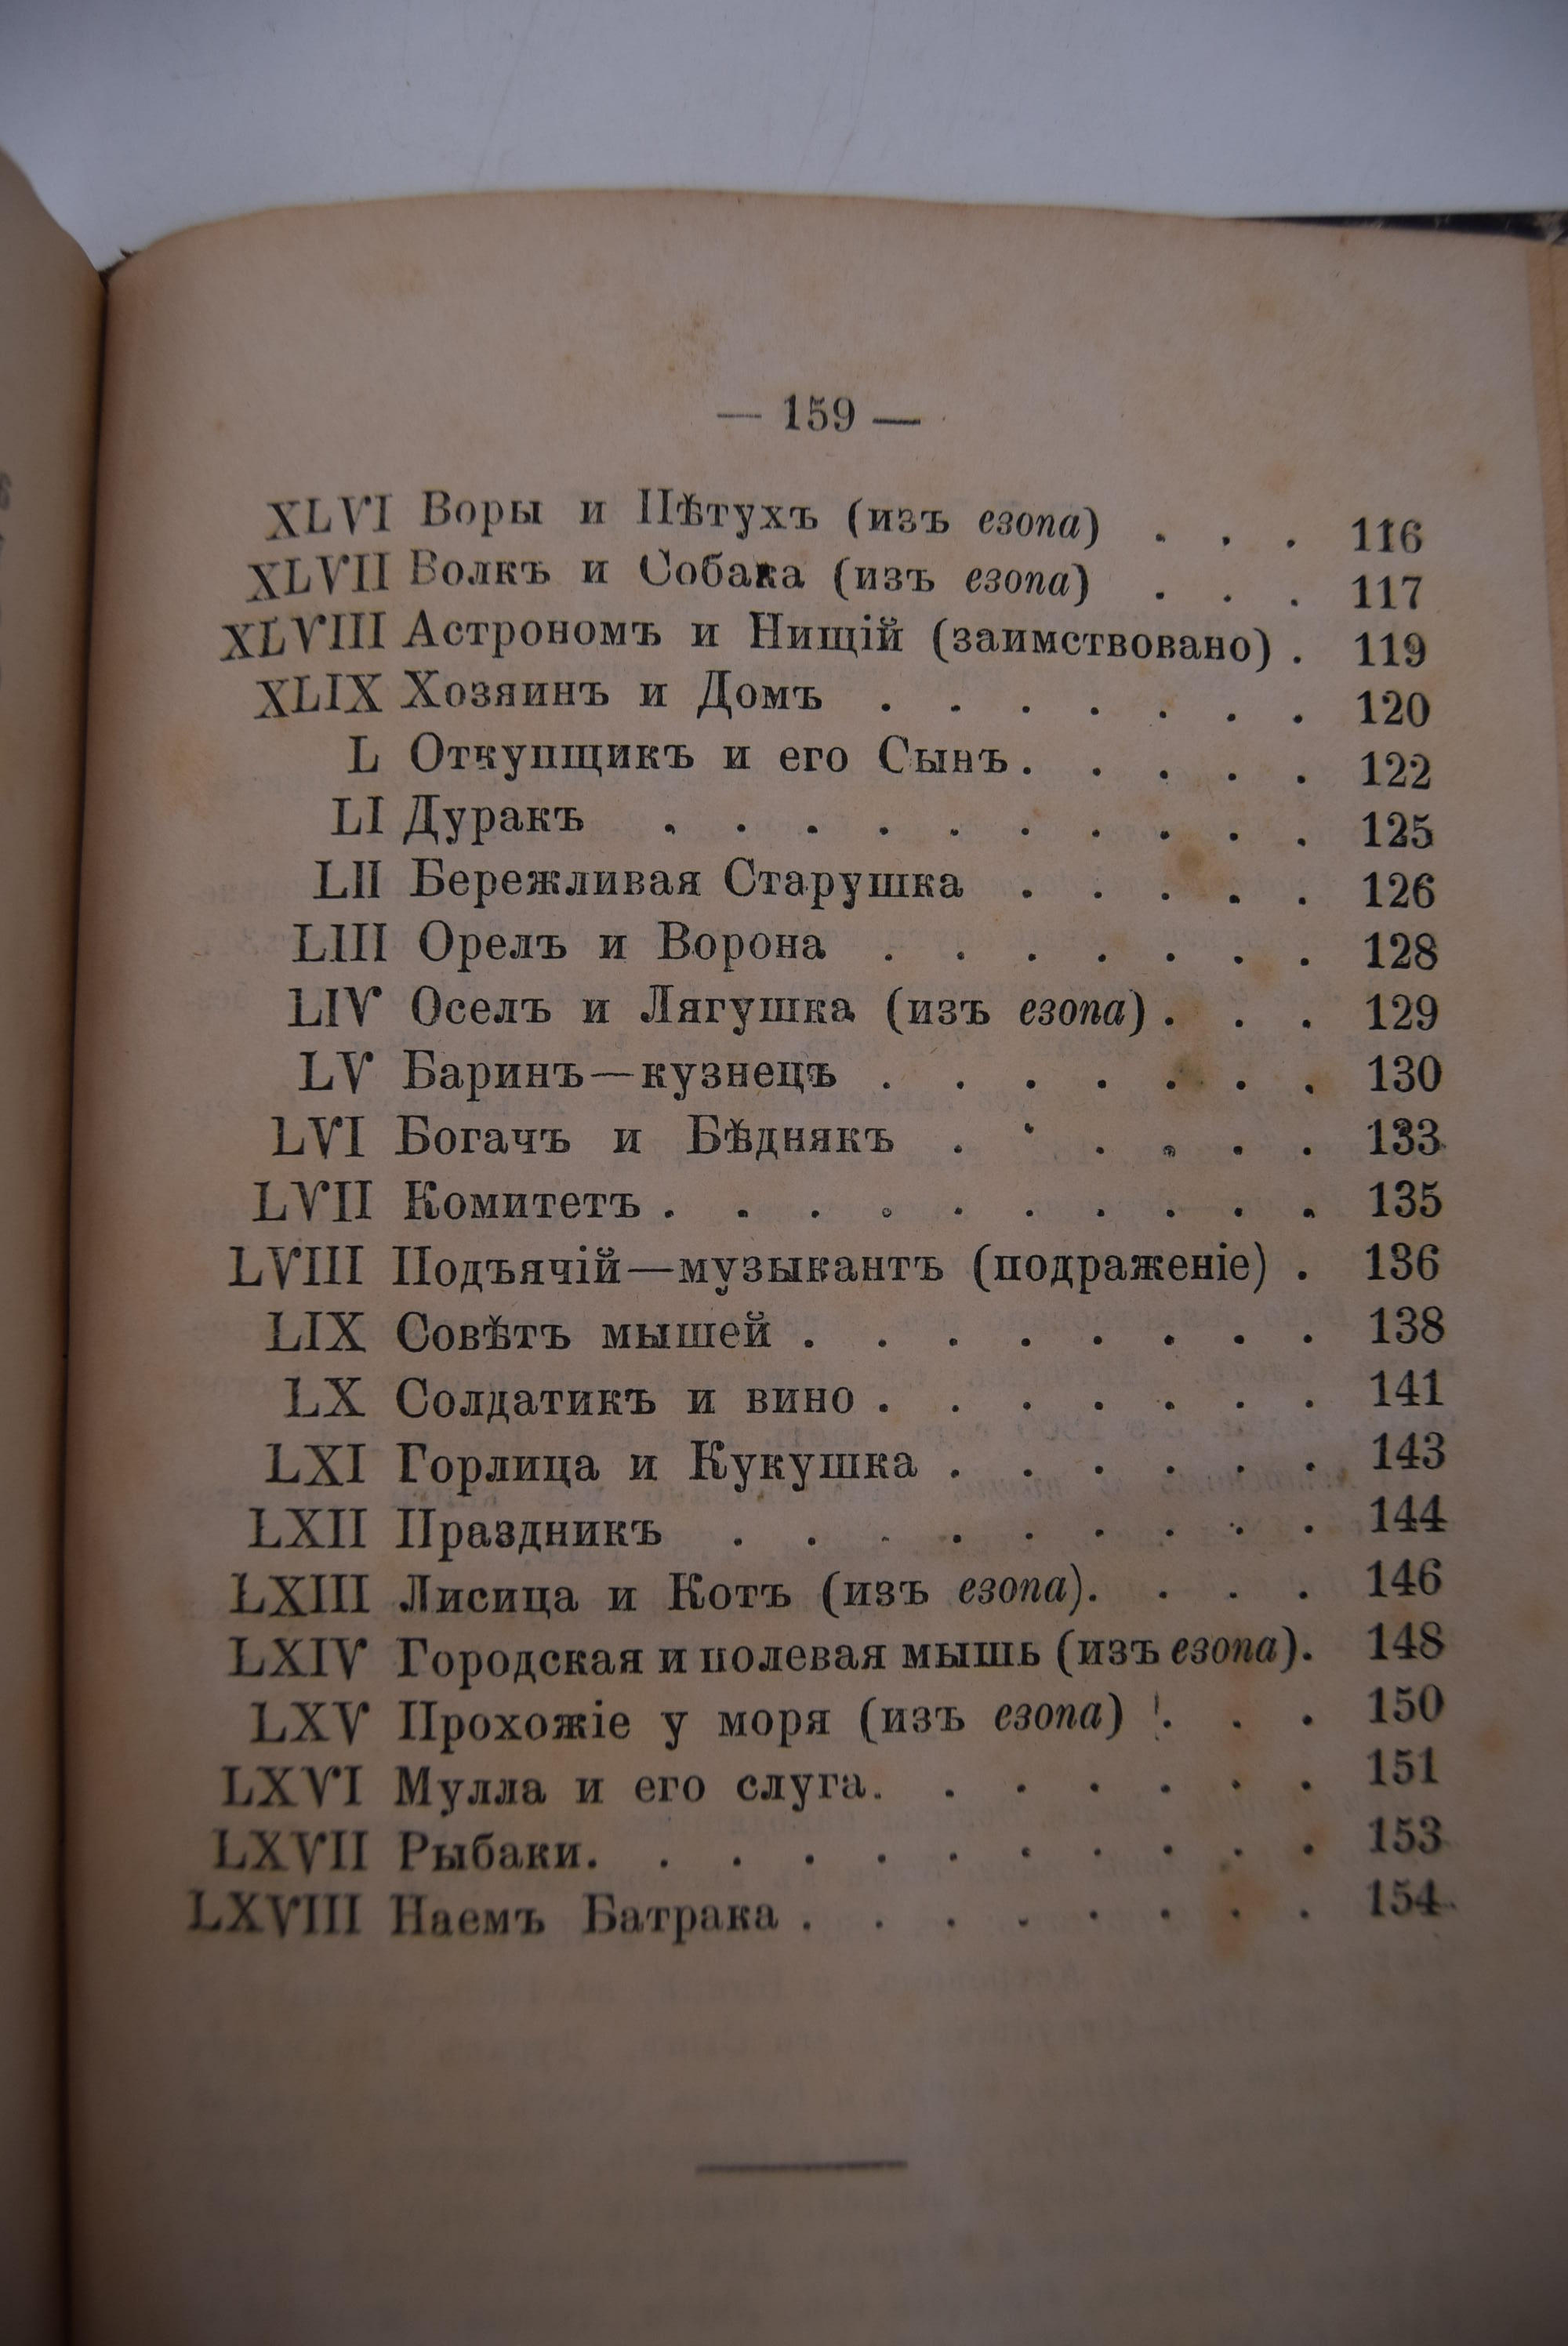 — 159 —
XLVI Воры и Пѣтухъ (изъ езопа) . . . 116
XLVII Волкъ и Собака (изъ езопа) . . . 117
XLVIII Астрономъ и Нищій (заимствовано) . 119
XLIX Хозяинъ и Домъ . . . . . . . 120
L Откупщикъ и его Сынъ. . . . . 122
LI Дуракъ . . . . . . . . . . 125
LII Бережливая Старушка . . . . . 126
LIII Орелъ и Ворона . . . . . . . 128
LIV Оселъ и Лягушка (изъ езопа) . . . 129
LV Баринъ—кузнецъ . . . . . . . 130
LVI Богачъ и Бѣднякъ . . . . . . 133
LVII Комитетъ . . . . . . . . . . 135
LVIII Подъячій—музыкантъ (подраженіе) . 136
LIX Совѣтъ мышей . . . . . . . . 138
LX Солдатикъ и вино . . . . . . . 141
LXI Горлица и Кукушка . . . . . . 143
LXII Праздникъ . . . . . . . . . 144
LXIII Лисица и Котъ (изъ езопа). . . . 146
LXIV Городская и полевая мышь (изъ езопа). 148
LXV Прохожіе у моря (изъ езопа) . . . 150
LXVI Мулла и его слуга. . . . . . . 151
LXVII Рыбаки. . . . . . . . . . . 153
LXVIII Наемъ Батрака . . . . . . . . 154